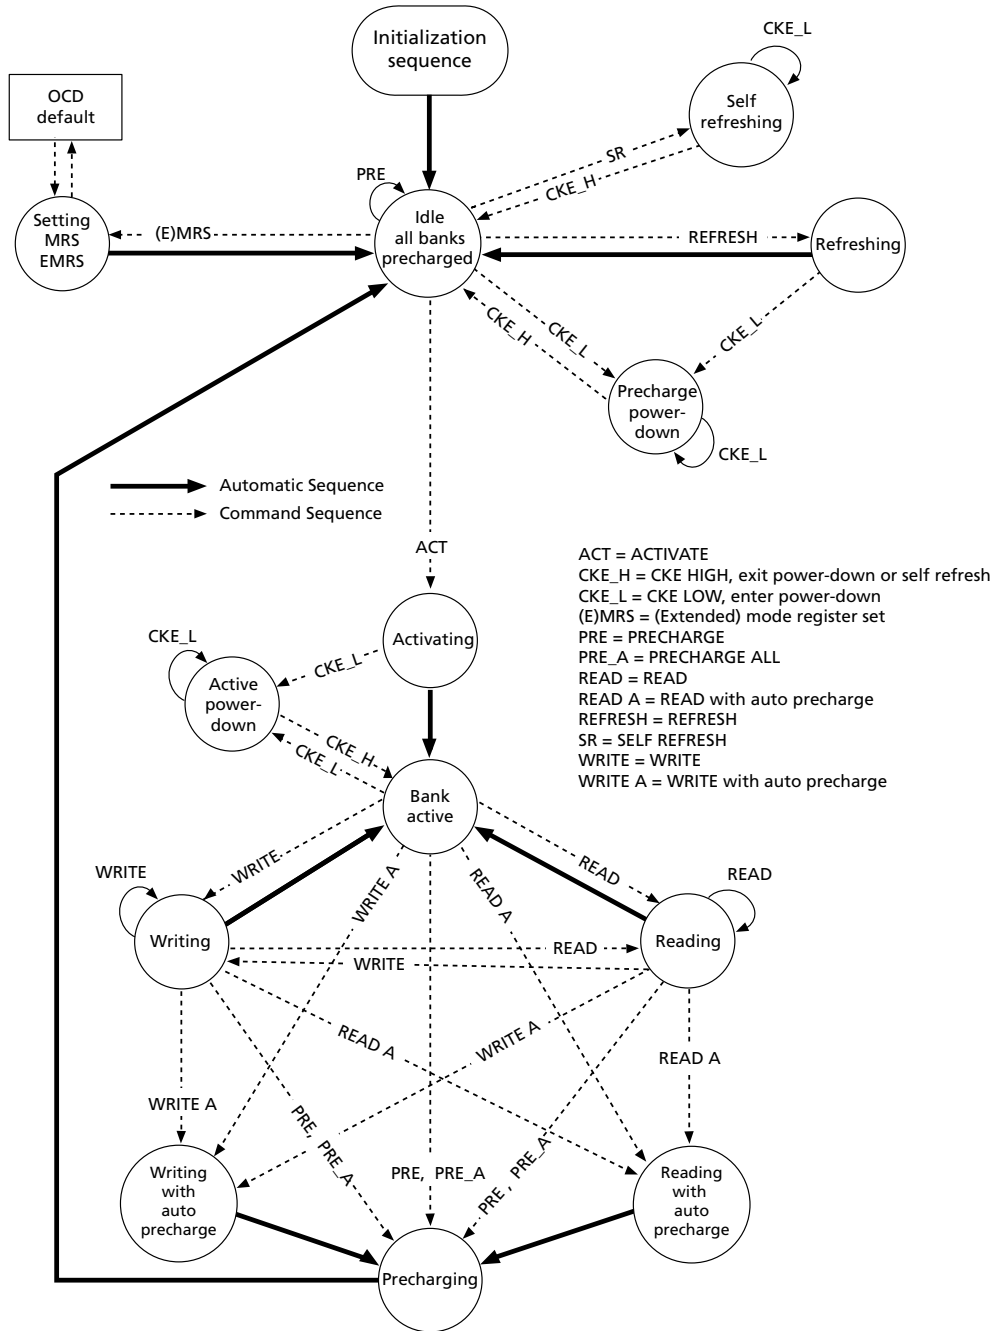 Initialization
sequence
CKE_L
OCD
default
Self
refreshing
SR
CKE_H
PRE
Setting
MRS
EMRS
(E)MRS
Idle
all banks
precharged
REFRESH
Refreshing
CKE_H
CKE_L
CKE_L
Precharge
power-
down
CKE_L
Automatic Sequence
Command Sequence
ACT
ACT = ACTIVATE
CKE_H = CKE HIGH, exit power-down or self refresh
CKE_L = CKE LOW, enter power-down
(E)MRS = (Extended) mode register set
PRE = PRECHARGE
PRE_A = PRECHARGE ALL
READ = READ
READ A = READ with auto precharge
REFRESH = REFRESH
SR = SELF REFRESH
WRITE = WRITE
WRITE A = WRITE with auto precharge
CKE_L
CKE_L
Activating
Active
power-
down
CKE_H
CKE_L
Bank
active
WRITE
WRITE
WRITE A
READ A
READ
READ
Writing
READ
WRITE
Reading
READ A
WRITE A
READ A
WRITE A
PRE, PRE_A
PRE, PRE_A
PRE , PRE_A
Writing
with
auto
precharge
Reading
with
auto
precharge
Precharging